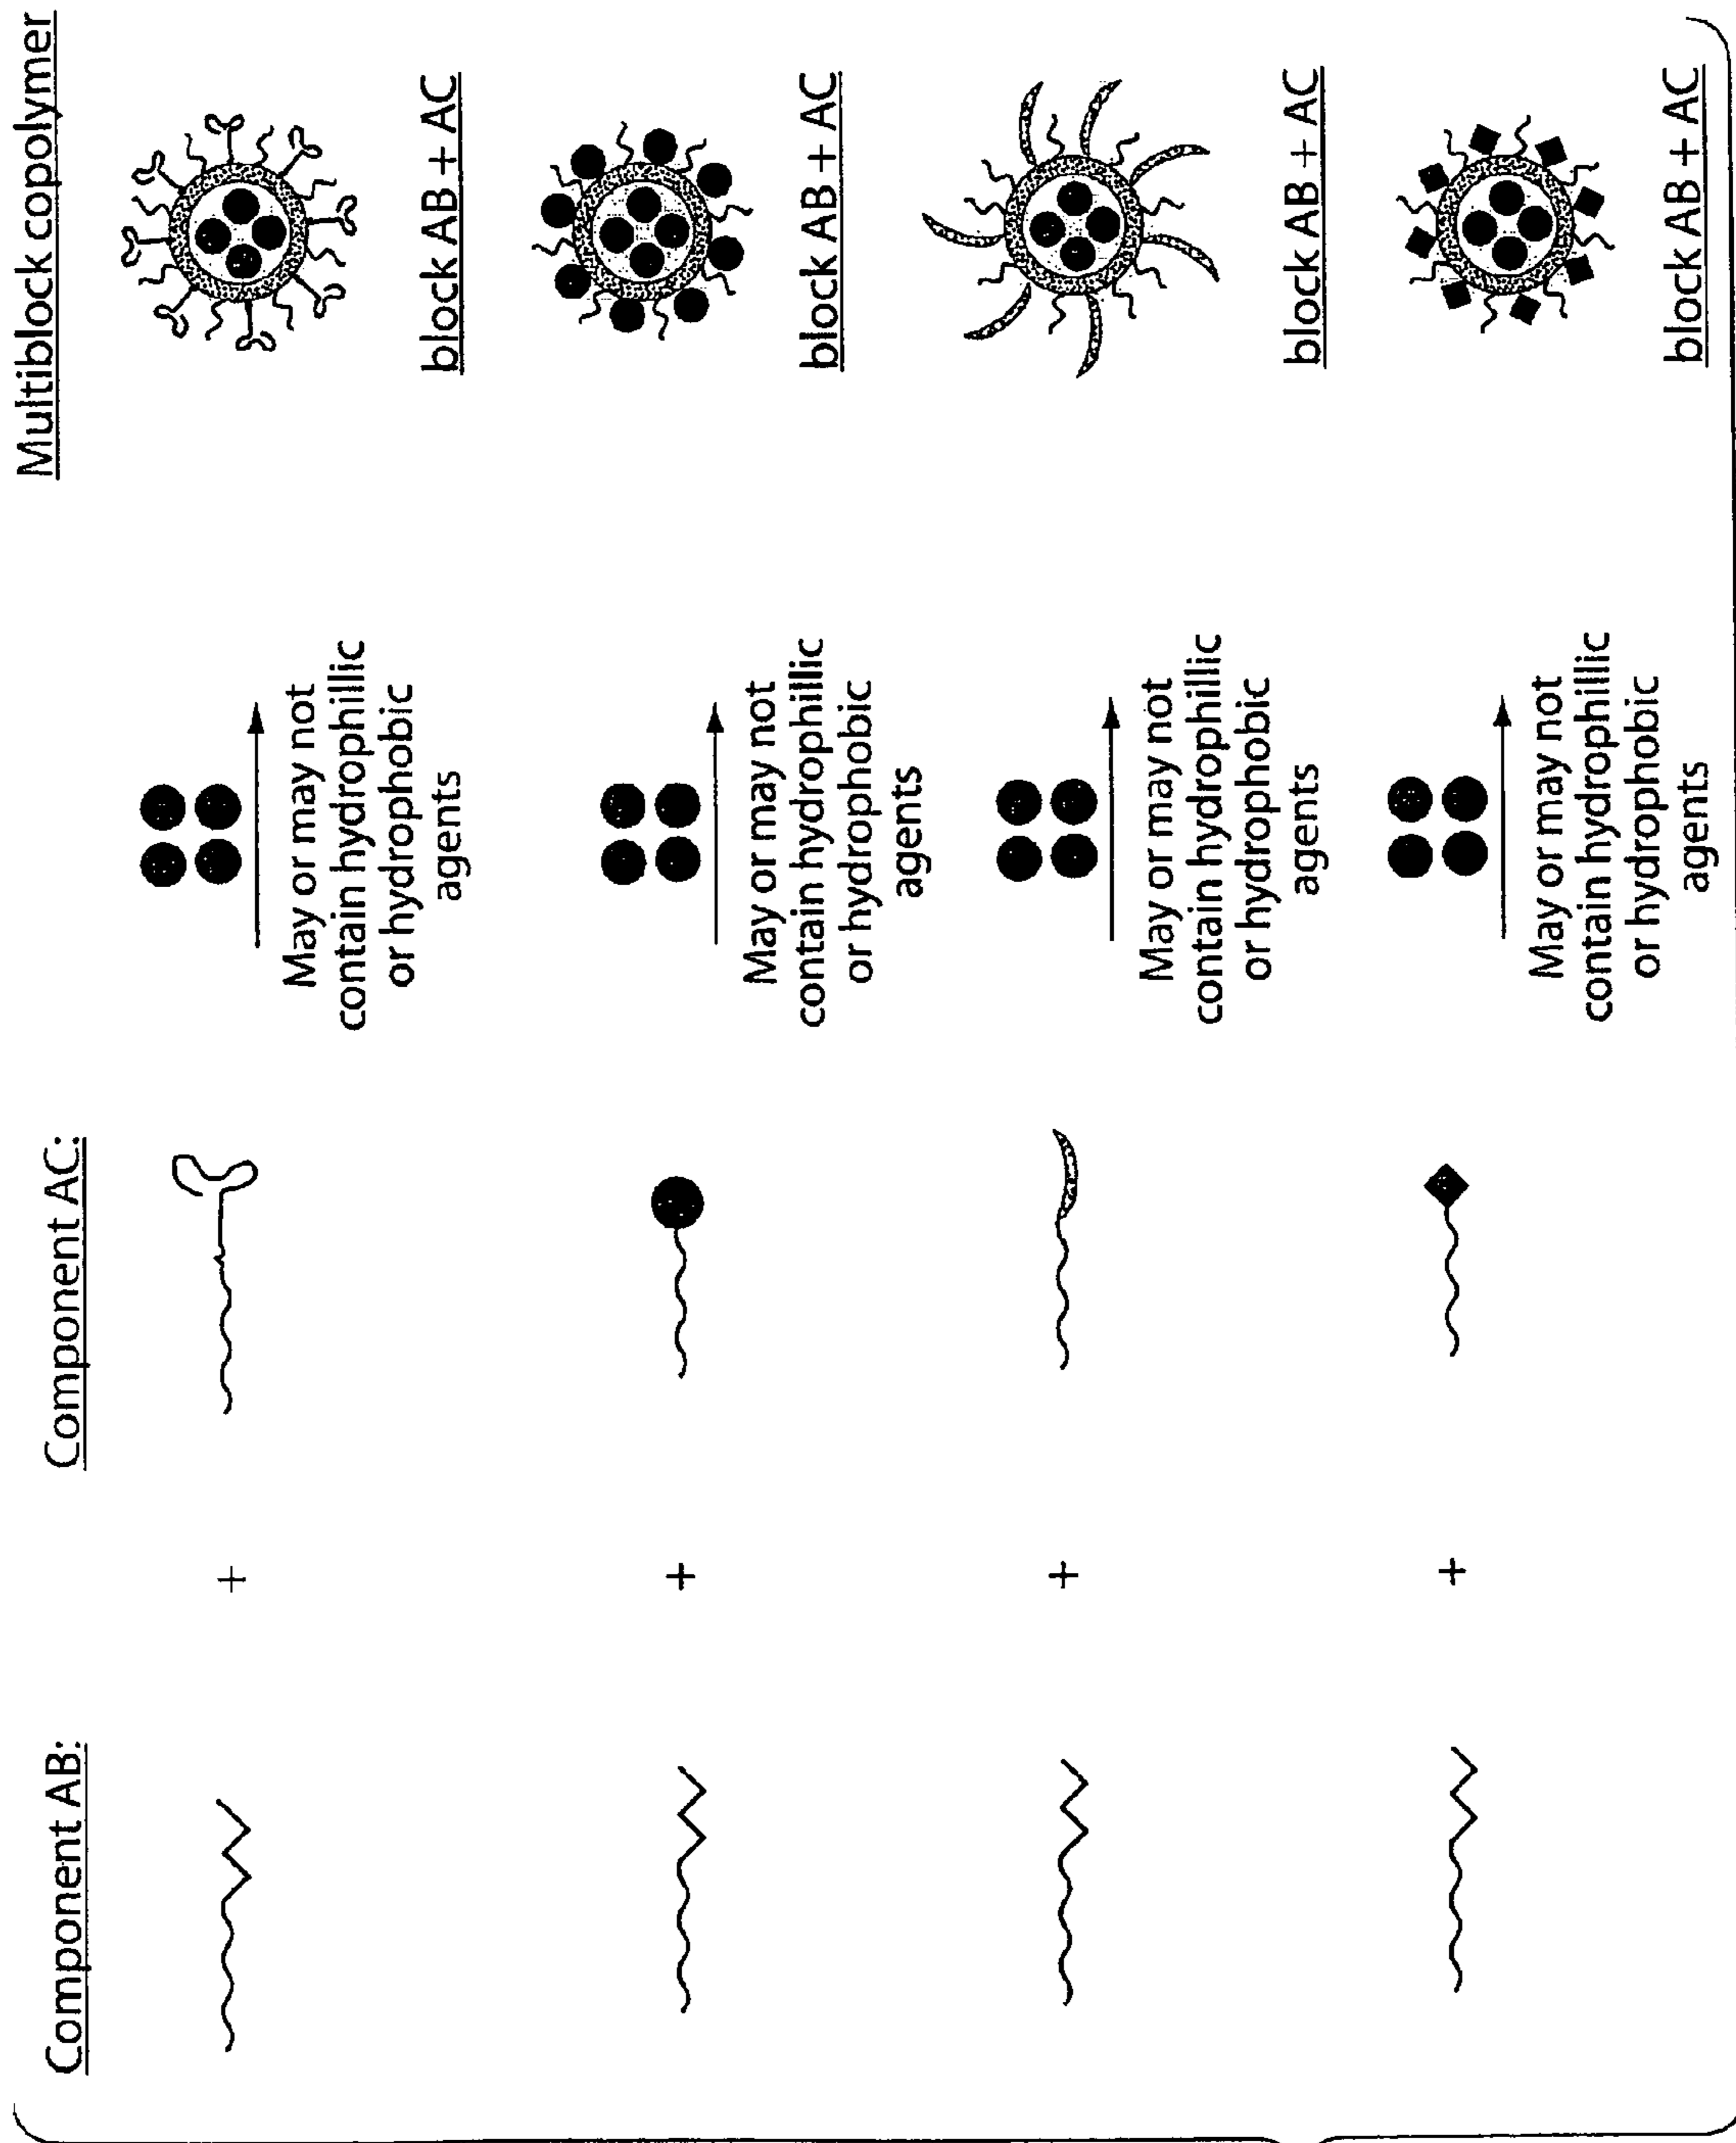 Component AB:
Component AC:
Multiblock copolymer
+
May or may not
contain hydrophillic
or hydrophobic
agents
block AB + AC
+
May or may not
contain hydrophillic
or hydrophobic
agents
block AB + AC
+
May or may not
contain hydrophillic
or hydrophobic
agents
block AB + AC
+
May or may not
contain hydrophillic
or hydrophobic
agents
block AB + AC